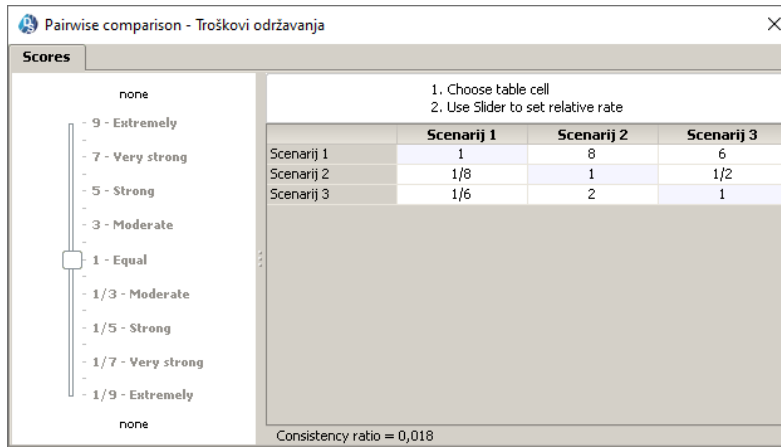 Pairwise comparison - Troškovi održavanja
Scores
none
9 - Extremely
7 - Very strong
5 - Strong
3 - Moderate
1 - Equal
1/3 - Moderate
1/5 - Strong
1/7 - Very strong
1/9 - Extremely
none
1. Choose table cell
2. Use Slider to set relative rate
Scenarij 1 Scenarij 2 Scenarij 3
Scenarij 1 1 8 6
Scenarij 2 1/8 1 1/2
Scenarij 3 1/6 2 1
Consistency ratio = 0,018